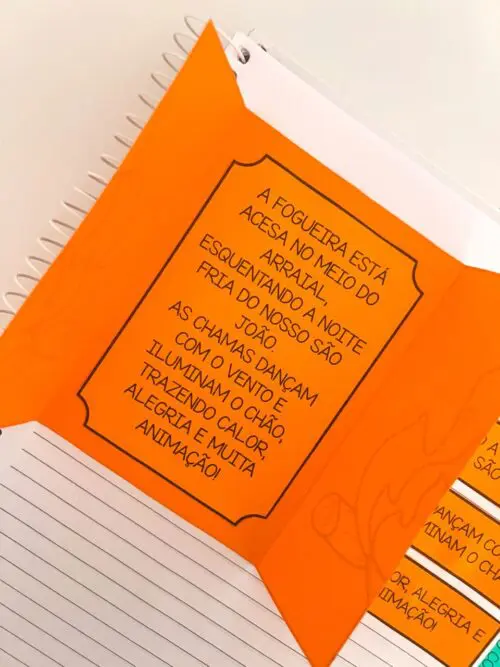 A FOGUEIRA ESTÁ
ACESA NO MEIO DO
ARRAIAL,
ESQUENTANDO A NOITE
FRIA DO NOSSO SÃO
JOÃO.
AS CHAMAS DANÇAM
COM O VENTO E
ILUMINAM O CHÃO,
TRAZENDO CALOR,
ALEGRIA E MUITA
ANIMAÇÃO!
O A
SÃO
DANÇAM CO
MINAM O CHÃ
OR, ALEGRIA E
NIMAÇÃO!